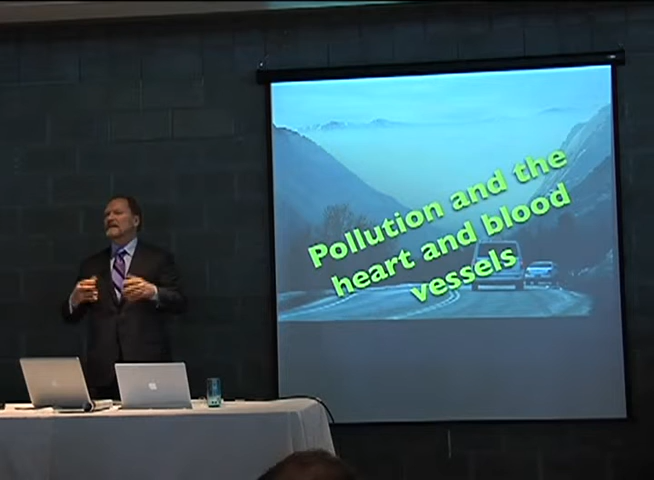 Pollution and the
heart and blood
vessels